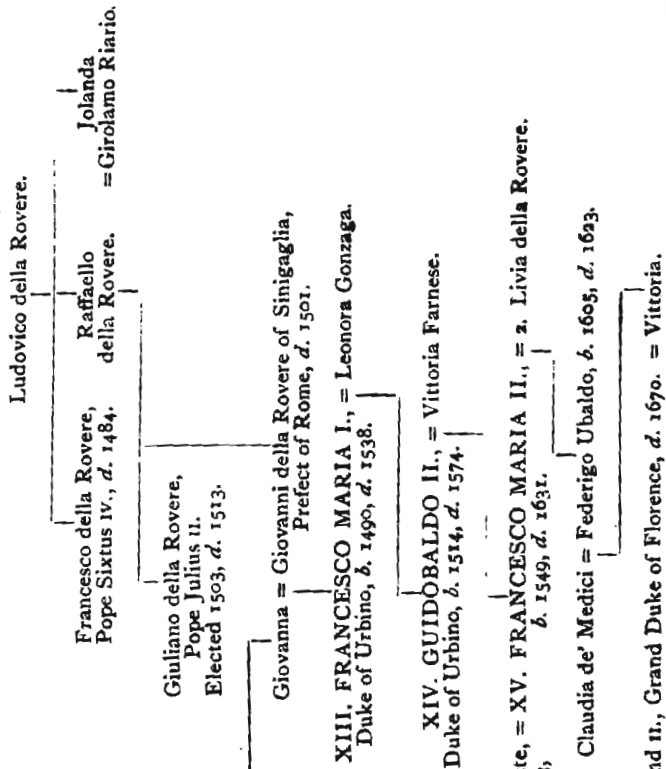 Ludovico della Rovere.
Francesco della Rovere,
Pope Sixtus IV., d. 1484.
Raffaello
della Rovere.
Jolanda
=Girolamo Riario.
Giuliano della Rovere,
Pope Julius II.
Elected 1503, d. 1513.
Giovanna = Giovanni della Rovere of Sinigaglia,
Prefect of Rome, d. 1501.
XIII. FRANCESCO MARIA I., = Leonora Gonzaga.
Duke of Urbino, b. 1490, d. 1538.
XIV. GUIDOBALDO II., = Vittoria Farnese.
Duke of Urbino, b. 1514, d. 1574.
te, = XV. FRANCESCO MARIA II., = 2. Livia della Rovere.
b. 1549, d. 1631.
Claudia de' Medici = Federigo Ubaldo, b. 1605, d. 1623.
nd II., Grand Duke of Florence, d. 1670. = Vittoria.